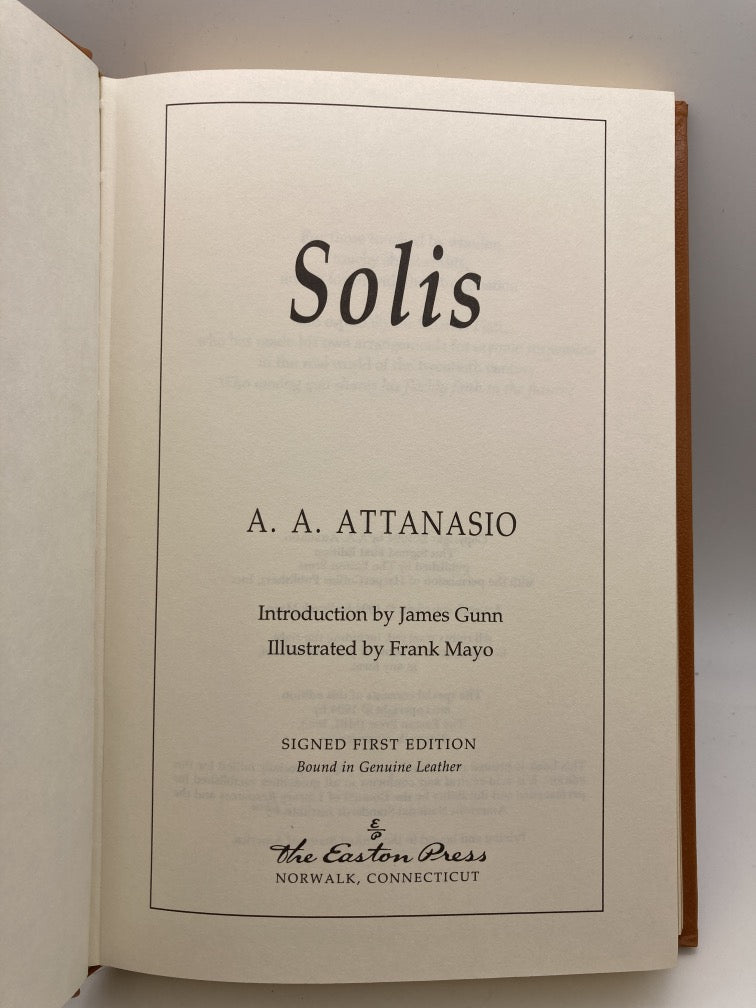 Solis
A. A. ATTANASIO
Introduction by James Gunn
Illustrated by Frank Mayo
SIGNED FIRST EDITION
Bound in Genuine Leather
E
P
The Easton Press
NORWALK, CONNECTICUT